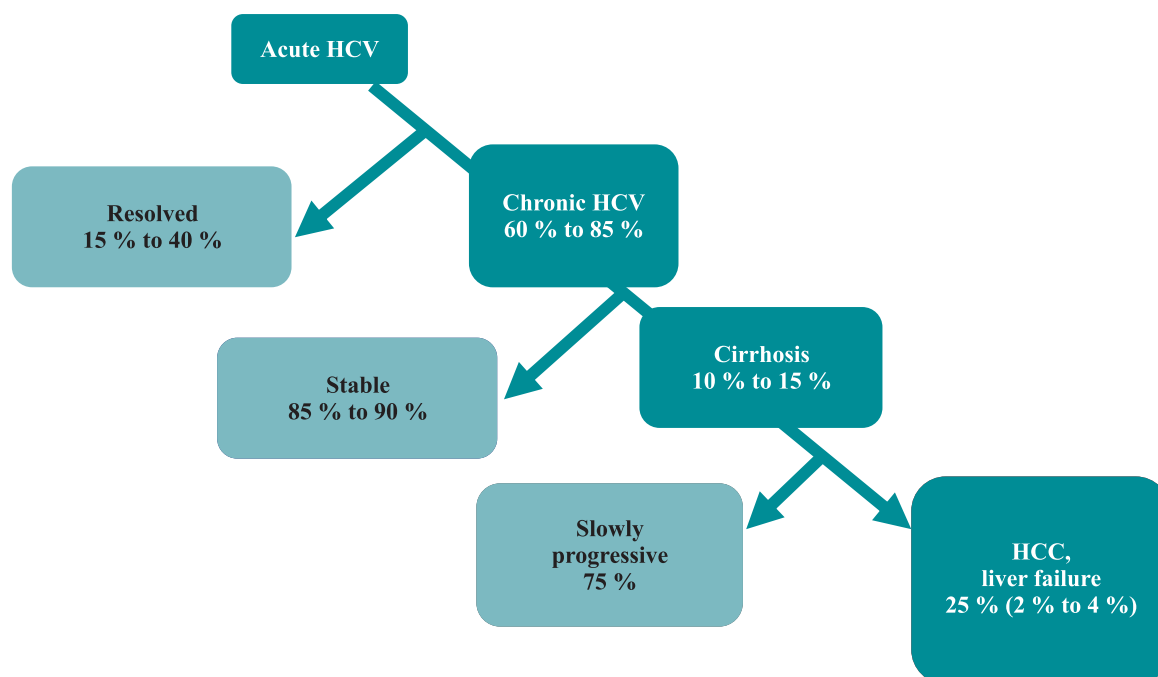 Acute HCV
Resolved
15 % to 40 %
Chronic HCV
60 % to 85 %
Stable
85 % to 90 %
Cirrhosis
10 % to 15 %
Slowly
progressive
75 %
HCC,
liver failure
25 % (2 % to 4 %)